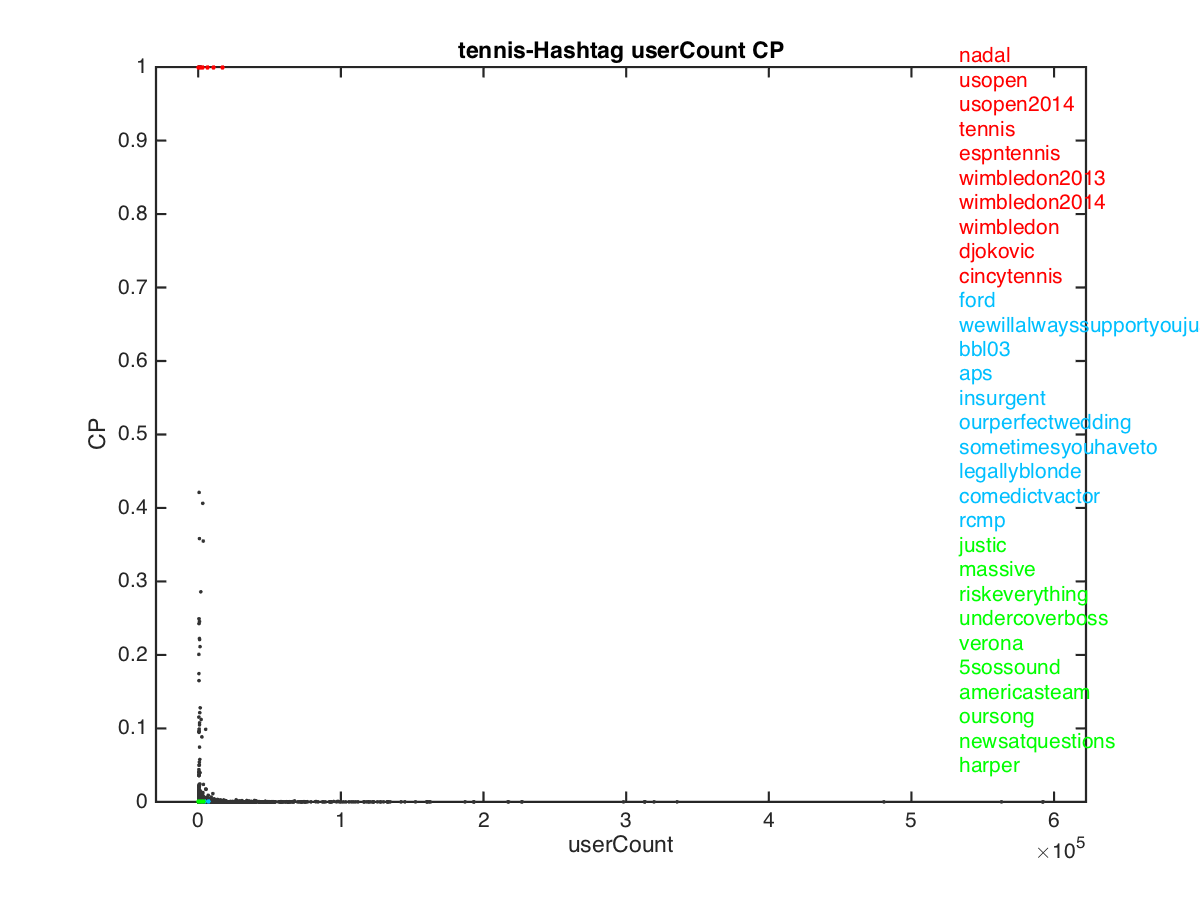 tennis-Hashtag userCount CP
nadal
usopen
usopen2014
tennis
espntennis
wimbledon2013
wimbledon2014
wimbledon
djokovic
cincytennis
ford
wewillalwayssupportyouju
bbl03
aps
insurgent
ourperfectwedding
sometimesyouhaveto
legallyblonde
comedictvactor
rcmp
justic
massive
riskeverything
undercoverboss
verona
5sossound
americasteam
oursong
newsatquestions
harper
CP
1
0.9
0.8
0.7
0.6
0.5
0.4
0.3
0.2
0.1
0
0 1 2 3 4 5 6
userCount
×10⁵